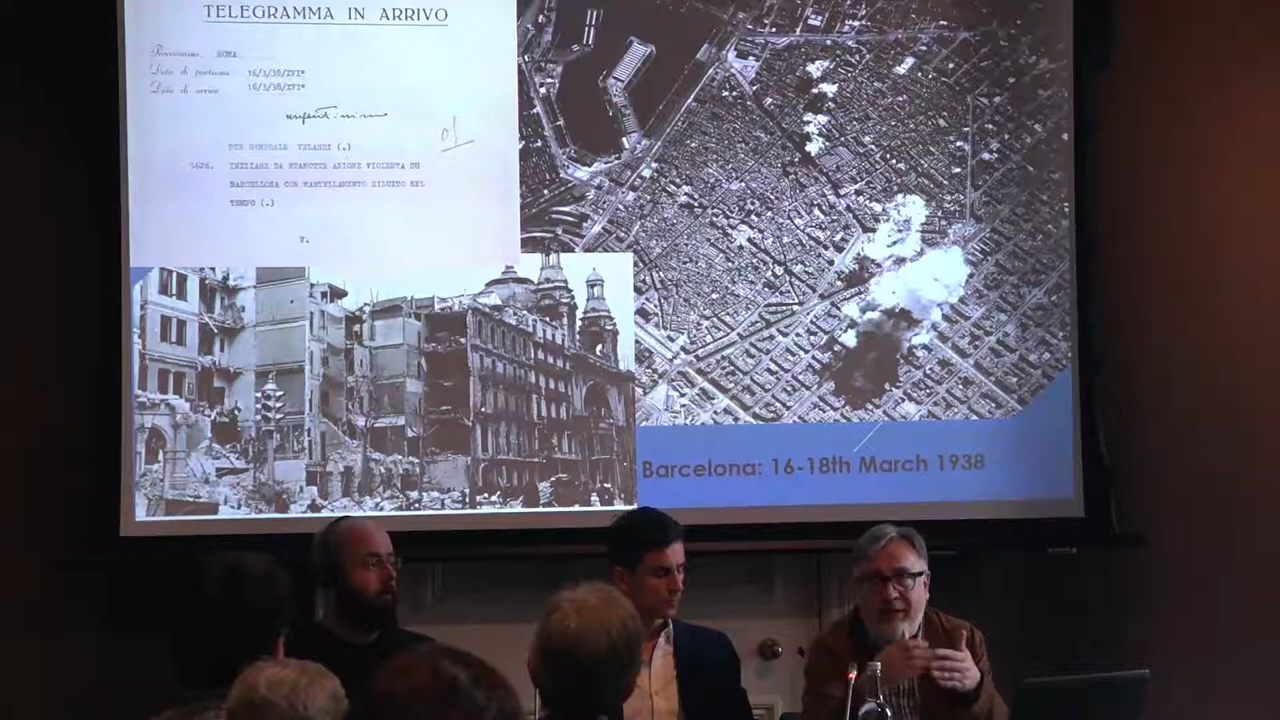 TELEGRAMMA IN ARRIVO
Provenienza ROMA
Data di partenza 16/3/38/XVI°
Data di arrivo 16/3/38/XVI°
PER GENERALE VELARDI (.)
5626. INIZIARE DA STANOTTE AZIONE VIOLENTA SU
BARCELLONA CON MARTELLAMENTO DILUITO NEL
TEMPO (.)
V.
Barcelona: 16-18th March 1938